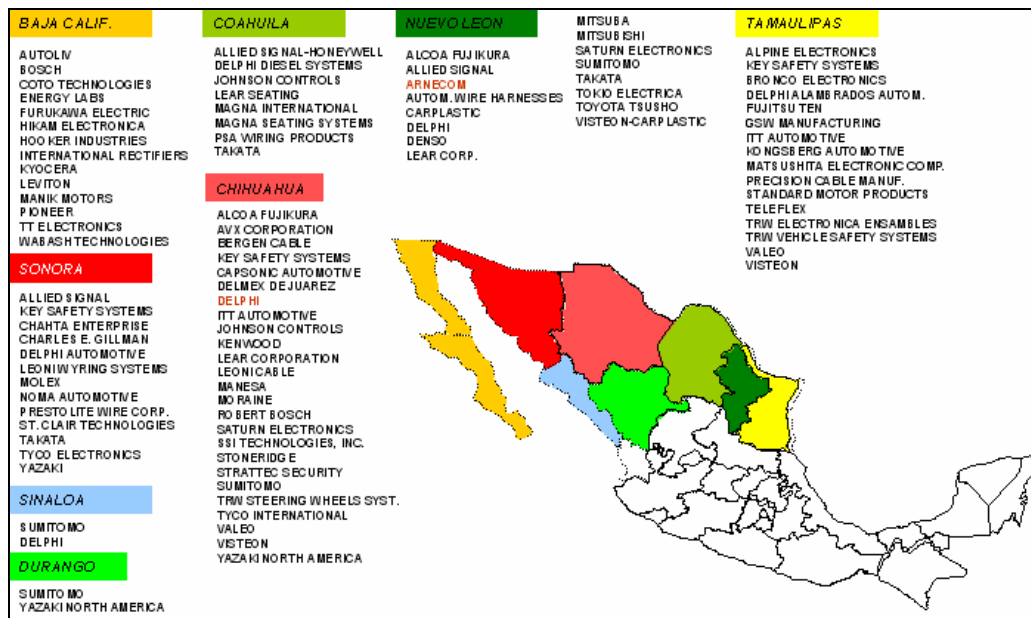 BAJA CALIF.
AUTOLIV
BOSCH
COTO TECHNOLOGIES
ENERGY LABS
FURUKAWA ELECTRIC
HIKAM ELECTRONICA
HOOKER INDUSTRIES
INTERNATIONAL RECTIFIERS
KYOCERA
LEVITON
MANIK MOTORS
PIONEER
TT ELECTRONICS
WABASH TECHNOLOGIES
SONORA
ALLIED SIGNAL
KEY SAFETY SYSTEMS
CHAHTA ENTERPRISE
CHARLES E. GILLMAN
DELPHI AUTOMOTIVE
LEONI WYRING SYSTEMS
MOLEX
NOMA AUTOMOTIVE
PRESTOLITE WIRE CORP.
ST. CLAIR TECHNOLOGIES
TAKATA
TYCO ELECTRONICS
YAZAKI
SINALOA
SUMITOMO
DELPHI
DURANGO
SUMITOMO
YAZAKI NORTH AMERICA
COAHUILA
ALLIED SIGNAL-HONEYWELL
DELPHI DIESEL SYSTEMS
JOHNSON CONTROLS
LEAR SEATING
MAGNA INTERNATIONAL
MAGNA SEATING SYSTEMS
PSA WIRING PRODUCTS
TAKATA
CHIHUAHUA
ALCOA FUJIKURA
AVX CORPORATION
BERGEN CABLE
KEY SAFETY SYSTEMS
CAPSONIC AUTOMOTIVE
DELMEX DE JUAREZ
DELPHI
ITT AUTOMOTIVE
JOHNSON CONTROLS
KENWOOD
LEAR CORPORATION
LEONI CABLE
MANESA
MORAINE
ROBERT BOSCH
SATURN ELECTRONICS
SSI TECHNOLOGIES, INC.
STONERIDGE
STRATTEC SECURITY
SUMITOMO
TRW STEERING WHEELS SYST.
TYCO INTERNATIONAL
VALEO
VISTEON
YAZAKI NORTH AMERICA
NUEVO LEON
ALCOA FUJIKURA
ALLIED SIGNAL
ARNECOM
AUTOM. WIRE HARNESSES
CARPLASTIC
DELPHI
DENSO
LEAR CORP.
MITSUBA
MITSUBISHI
SATURN ELECTRONICS
SUMITOMO
TAKATA
TOKIO ELECTRICA
TOYOTA TSUSHO
VISTEON-CARPLASTIC
TAMAULIPAS
ALPINE ELECTRONICS
KEY SAFETY SYSTEMS
BRONCO ELECTRONICS
DELPHI ALAMBRADOS AUTOM.
FUJITSU TEN
GSW MANUFACTURING
ITT AUTOMOTIVE
KONGSBERG AUTOMOTIVE
MATSUSHITA ELECTRONIC COMP.
PRECISION CABLE MANUF.
STANDARD MOTOR PRODUCTS
TELEFLEX
TRW ELECTRONICA ENSAMBLES
TRW VEHICLE SAFETY SYSTEMS
VALEO
VISTEON